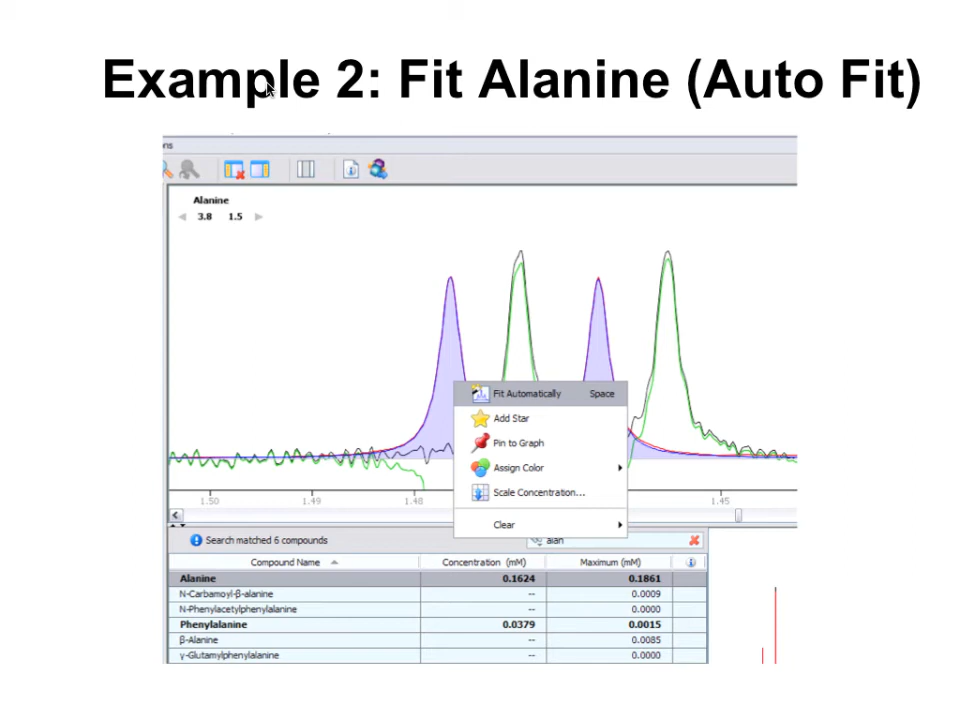 Example 2: Fit Alanine (Auto Fit)
ns
Alanine
3.8 1.5
Fit Automatically Space
Add Star
Pin to Graph
Assign Color
Scale Concentration...
Clear
1.50 1.49 1.48 1.45
Search matched 6 compounds alan
Compound Name Concentration (mM) Maximum (mM)
Alanine 0.1624 0.1861
N-Carbamoyl-β-alanine -- 0.0009
N-Phenylacetylphenylalanine -- 0.0000
Phenylalanine 0.0379 0.0015
β-Alanine -- 0.0085
γ-Glutamylphenylalanine -- 0.0000